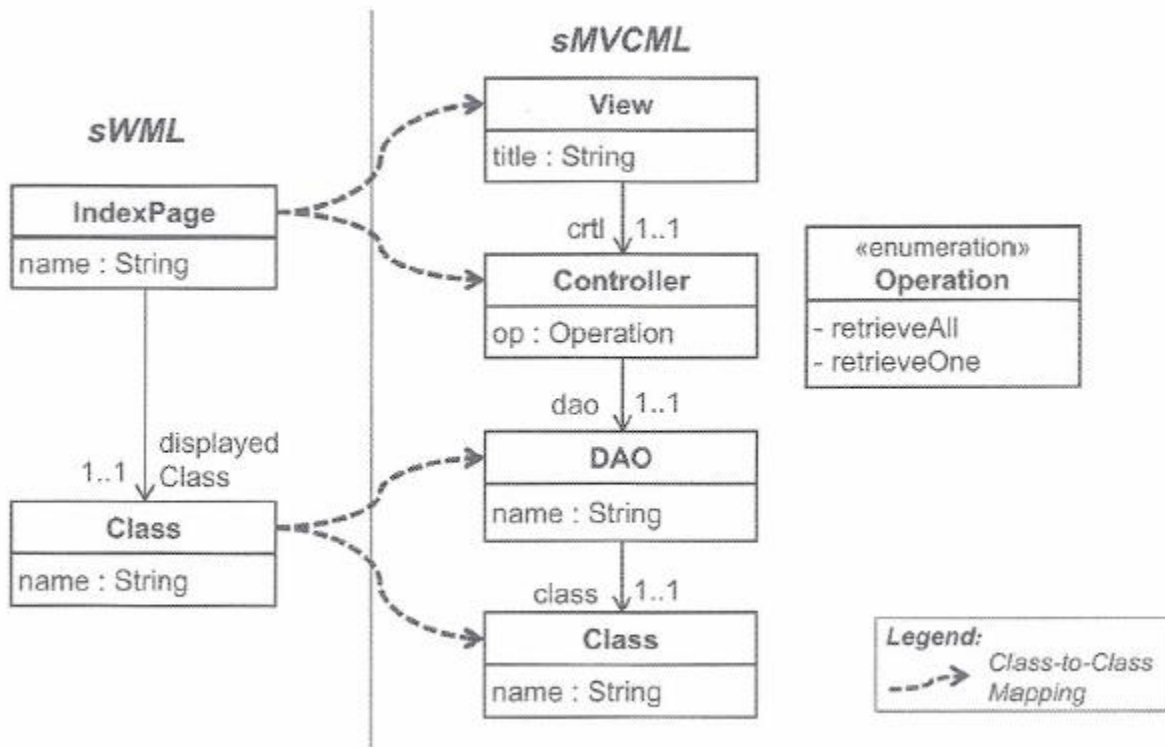 sMVCML
View
title : String
sWML
IndexPage
name : String
crtl 1..1
Controller
op : Operation
«enumeration»
Operation
- retrieveAll
- retrieveOne
dao 1..1
displayed
1..1 Class
DAO
name : String
Class
name : String
class 1..1
Class
name : String
Legend:
Class-to-Class
Mapping